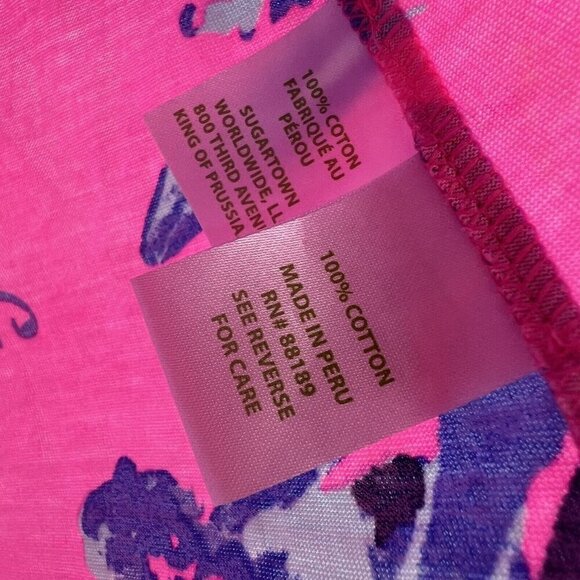 100% COTON
FABRIQUÉ AU
PEROU
SUGARTOWN
WORLDWIDE, LL
800 THIRD AVEN
KING OF PRUSSIA
100% COTTON
MADE IN PERU
RN# 88189
SEE REVERSE
FOR CARE